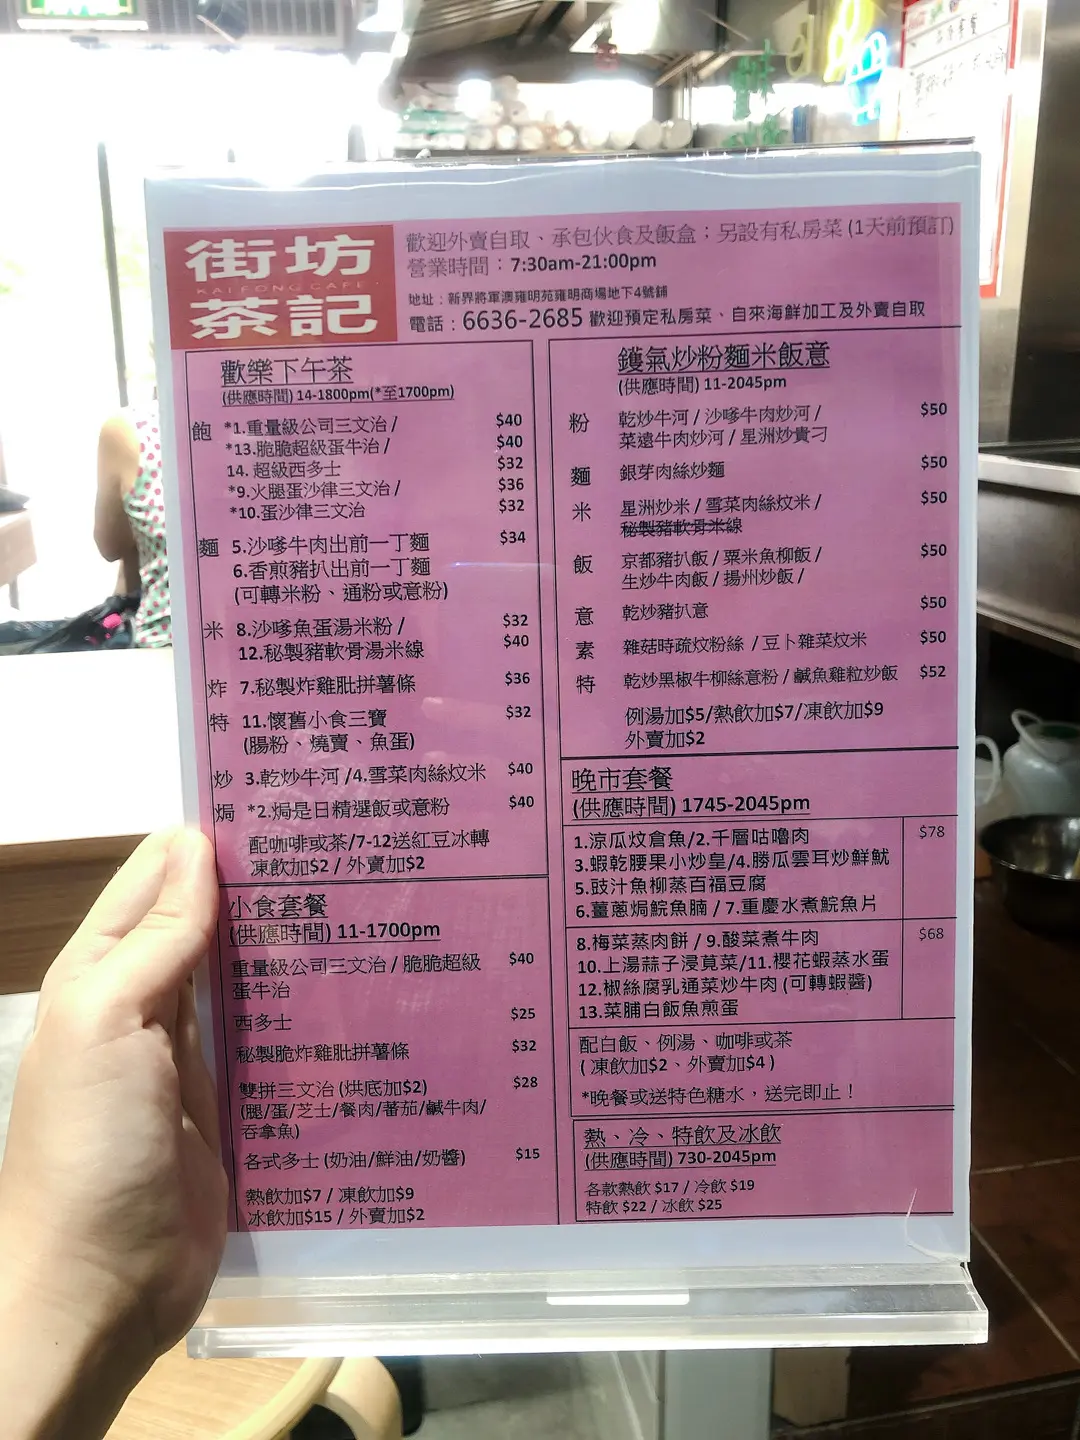 街坊
KAI FONG CAFE
茶記
歡迎外賣自取、承包伙食及飯盒；另設有私房菜 (1天前預訂)
營業時間：7:30am-21:00pm
地址：新界將軍澳雍明苑雍明商場地下4號鋪
電話：6636-2685 歡迎預定私房菜、自來海鮮加工及外賣自取
歡樂下午茶
(供應時間) 14-1800pm(*至1700pm)
飽 *1.重量級公司三文治 / $40
*13.脆脆超級蛋牛治 / $40
14. 超級西多士 $32
*9.火腿蛋沙律三文治 / $36
*10.蛋沙律三文治 $32
麵 5.沙嗲牛肉出前一丁麵 $34
6.香煎豬扒出前一丁麵
(可轉米粉、通粉或意粉)
米 8.沙嗲魚蛋湯米粉 / $32
12.秘製豬軟骨湯米線 $40
炸 7.秘製炸雞肶拼薯條 $36
特 11.懷舊小食三寶 $32
(腸粉、燒賣、魚蛋)
炒 3.乾炒牛河 /4.雪菜肉絲炆米 $40
焗 *2.焗是日精選飯或意粉 $40
配咖啡或茶/7-12送紅豆冰轉
凍飲加$2 / 外賣加$2
小食套餐
(供應時間) 11-1700pm
重量級公司三文治 / 脆脆超級 $40
蛋牛治
西多士 $25
秘製脆炸雞肶拼薯條 $32
雙拼三文治 (烘底加$2) $28
(腿/蛋/芝士/餐肉/蕃茄/鹹牛肉/
吞拿魚)
各式多士 (奶油/鮮油/奶醬) $15
熱飲加$7 / 凍飲加$9
冰飲加$15 / 外賣加$2
鑊氣炒粉麵米飯意
(供應時間) 11-2045pm
粉 乾炒牛河 / 沙嗲牛肉炒河 / $50
菜遠牛肉炒河 / 星洲炒貴刁
麵 銀芽肉絲炒麵 $50
米 星洲炒米 / 雪菜肉絲炆米 / $50
秘製豬軟骨米線
飯 京都豬扒飯 / 粟米魚柳飯 / $50
生炒牛肉飯 / 揚州炒飯 /
意 乾炒豬扒意 $50
素 雜菇時疏炆粉絲 / 豆卜雜菜炆米 $50
特 乾炒黑椒牛柳絲意粉 / 鹹魚雞粒炒飯 $52
例湯加$5/熱飲加$7/凍飲加$9
外賣加$2
晚市套餐
(供應時間) 1745-2045pm
1.涼瓜炆倉魚/2.千層咕嚕肉 $78
3.蝦乾腰果小炒皇/4.勝瓜雲耳炒鮮魷
5.豉汁魚柳蒸百福豆腐
6.薑蔥焗鯇魚腩 / 7.重慶水煮鯇魚片
8.梅菜蒸肉餅 / 9.酸菜煮牛肉 $68
10.上湯蒜子浸莧菜/11.櫻花蝦蒸水蛋
12.椒絲腐乳通菜炒牛肉 (可轉蝦醬)
13.菜脯白飯魚煎蛋
配白飯、例湯、咖啡或茶
( 凍飲加$2、外賣加$4 )
*晚餐或送特色糖水，送完即止！
熱、冷、特飲及冰飲
(供應時間) 730-2045pm
各款熱飲 $17 / 冷飲 $19
特飲 $22 / 冰飲 $25